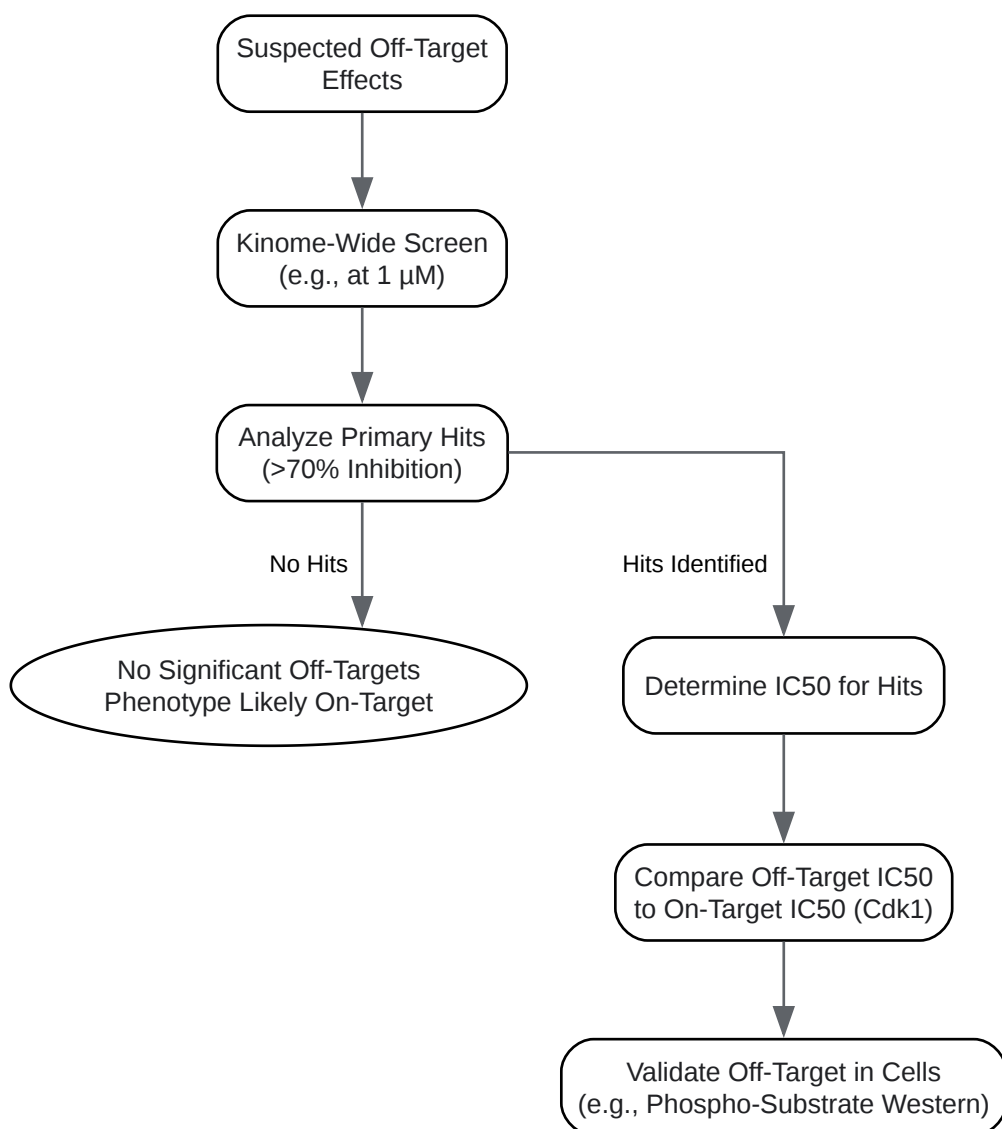 Suspected Off-Target
Effects
Kinome-Wide Screen
(e.g., at 1 µM)
Analyze Primary Hits
(>70% Inhibition)
No Hits
Hits Identified
No Significant Off-Targets
Phenotype Likely On-Target
Determine IC50 for Hits
Compare Off-Target IC50
to On-Target IC50 (Cdk1)
Validate Off-Target in Cells
(e.g., Phospho-Substrate Western)